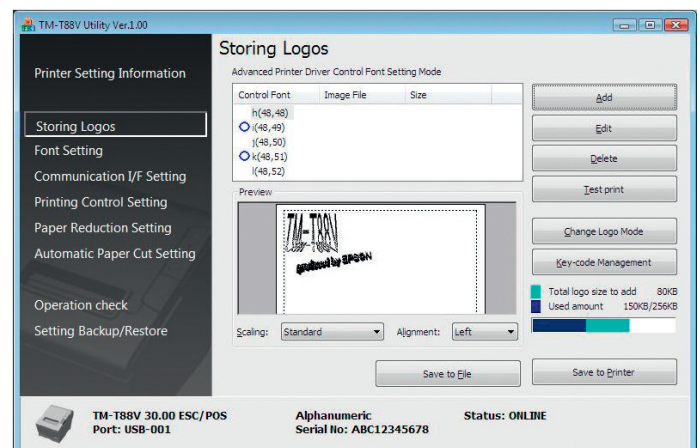 TM-T88V Utility Ver.1.00
Storing Logos
Printer Setting Information
Storing Logos
Font Setting
Communication I/F Setting
Printing Control Setting
Paper Reduction Setting
Automatic Paper Cut Setting
Operation check
Setting Backup/Restore
Advanced Printer Driver Control Font Setting Mode
Control Font Image File Size
h(48,48)
i(48,49)
j(48,50)
k(48,51)
l(48,52)
Preview
TM-T88V
produced by EPSON
Scaling: Standard Alignment: Left
Add
Edit
Delete
Test print
Change Logo Mode
Key-code Management
Total logo size to add 80KB
Used amount 150KB/256KB
Save to File Save to Printer
TM-T88V 30.00 ESC/POS Alphanumeric Status: ONLINE
Port: USB-001 Serial No: ABC12345678